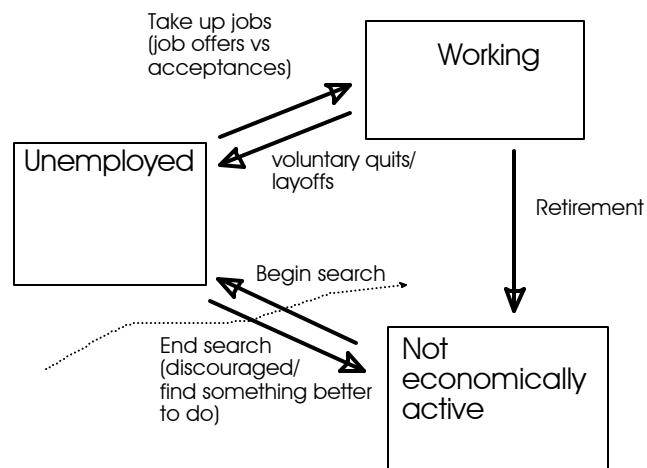 Take up jobs
(job offers vs
acceptances)
Working
Unemployed
voluntary quits/
layoffs
Retirement
Begin search
End search
(discouraged/
find something better
to do)
Not
economically
active